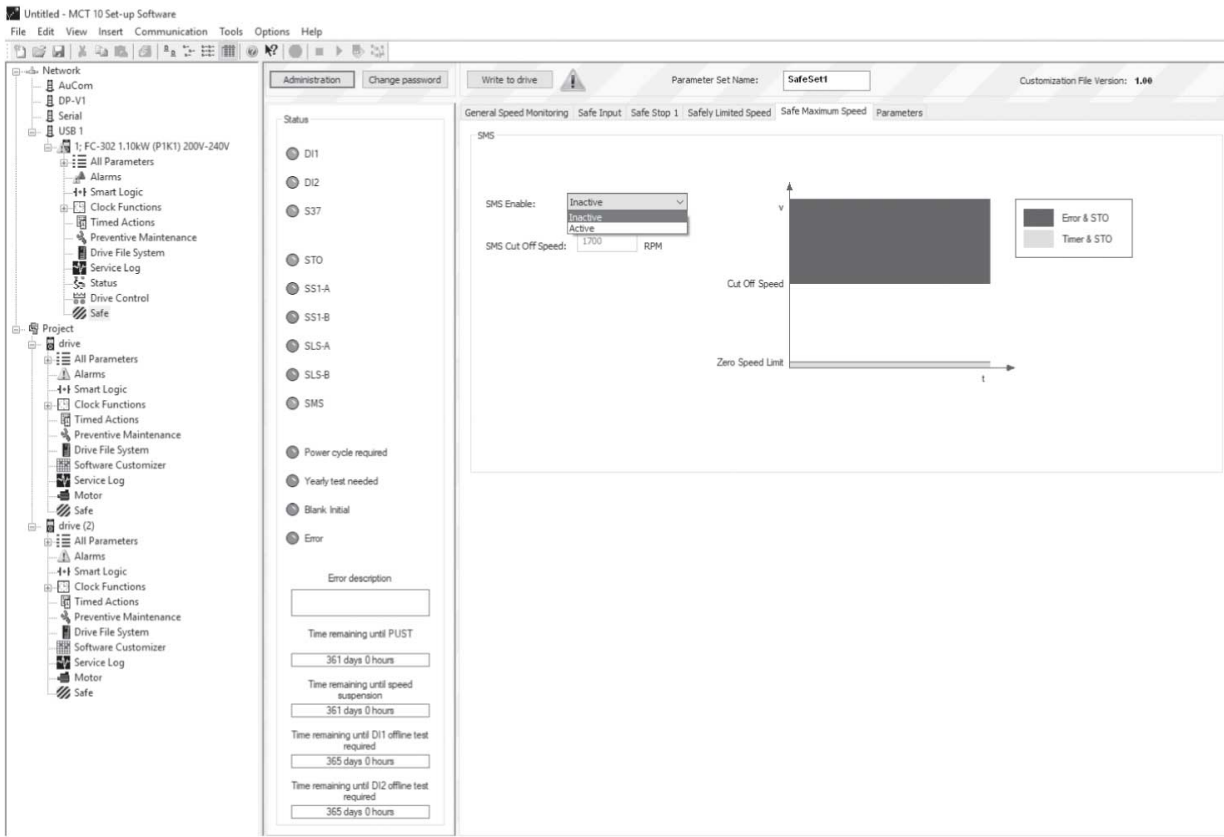 Untitled - MCT 10 Set-up Software
File Edit View Insert Communication Tools Options Help
Network
AuCom
DP-V1
Serial
USB 1
1; FC-302 1.10kW (P1K1) 200V-240V
All Parameters
Alarms
Smart Logic
Clock Functions
Timed Actions
Preventive Maintenance
Drive File System
Service Log
Status
Drive Control
Safe
Project
drive
All Parameters
Alarms
Smart Logic
Clock Functions
Timed Actions
Preventive Maintenance
Drive File System
Software Customizer
Service Log
Motor
Safe
drive (2)
All Parameters
Alarms
Smart Logic
Clock Functions
Timed Actions
Preventive Maintenance
Drive File System
Software Customizer
Service Log
Motor
Safe
Administration Change password
Status
DI1
DI2
S37
STO
SS1-A
SS1-B
SLS-A
SLS-B
SMS
Power cycle required
Yearly test needed
Blank Initial
Error
Error description
Time remaining until PUST
361 days 0 hours
Time remaining until speed
suspension
361 days 0 hours
Time remaining until DI1 offline test
required
365 days 0 hours
Time remaining until DI2 offline test
required
365 days 0 hours
Write to drive Parameter Set Name: SafeSet1 Customization File Version: 1.00
General Speed Monitoring Safe Input Safe Stop 1 Safely Limited Speed Safe Maximum Speed Parameters
SMS
SMS Enable: Inactive
Inactive
Active
SMS Cut Off Speed: 1700 RPM
v
Cut Off Speed
Zero Speed Limit
t
Error & STO
Timer & STO